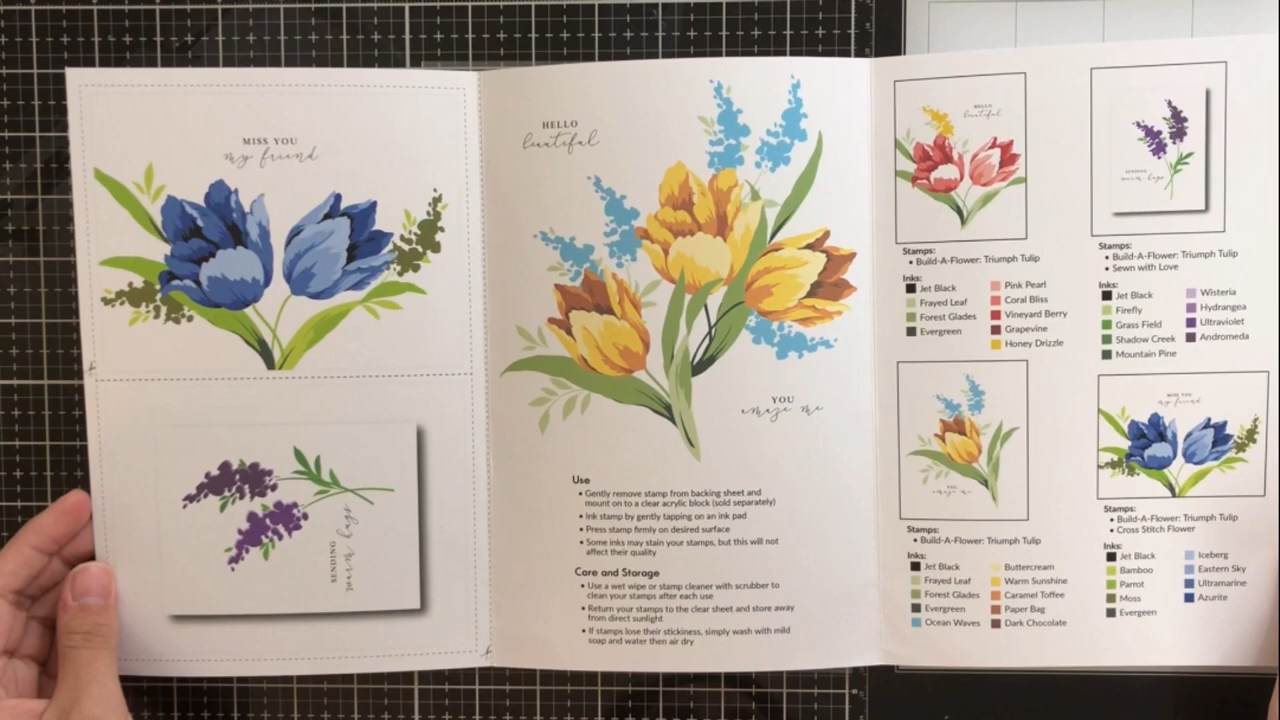 MISS YOU
my friend
SENDING
warm hugs
HELLO
beautiful
YOU
amaze me
Use
• Gently remove stamp from backing sheet and
mount on to a clear acrylic block (sold separately)
• Ink stamp by gently tapping on an ink pad
• Press stamp firmly on desired surface
• Some inks may stain your stamps, but this will not
affect their quality
Care and Storage
• Use a wet wipe or stamp cleaner with scrubber to
clean your stamps after each use
• Return your stamps to the clear sheet and store away
from direct sunlight
• If stamps lose their stickiness, simply wash with mild
soap and water then air dry
HELLO
beautiful
Stamps:
• Build-A-Flower: Triumph Tulip
Inks:
Jet Black
Frayed Leaf
Forest Glades
Evergreen
Pink Pearl
Coral Bliss
Vineyard Berry
Grapevine
Honey Drizzle
SENDING
warm hugs
Stamps:
• Build-A-Flower: Triumph Tulip
• Sewn with Love
Inks:
Jet Black
Firefly
Grass Field
Shadow Creek
Mountain Pine
Wisteria
Hydrangea
Ultraviolet
Andromeda
YOU
amaze me
Stamps:
• Build-A-Flower: Triumph Tulip
Inks:
Jet Black
Frayed Leaf
Forest Glades
Evergreen
Ocean Waves
Buttercream
Warm Sunshine
Caramel Toffee
Paper Bag
Dark Chocolate
MISS YOU
my friend
Stamps:
• Build-A-Flower: Triumph Tulip
• Cross Stitch Flower
Inks:
Jet Black
Bamboo
Parrot
Moss
Evergeen
Iceberg
Eastern Sky
Ultramarine
Azurite